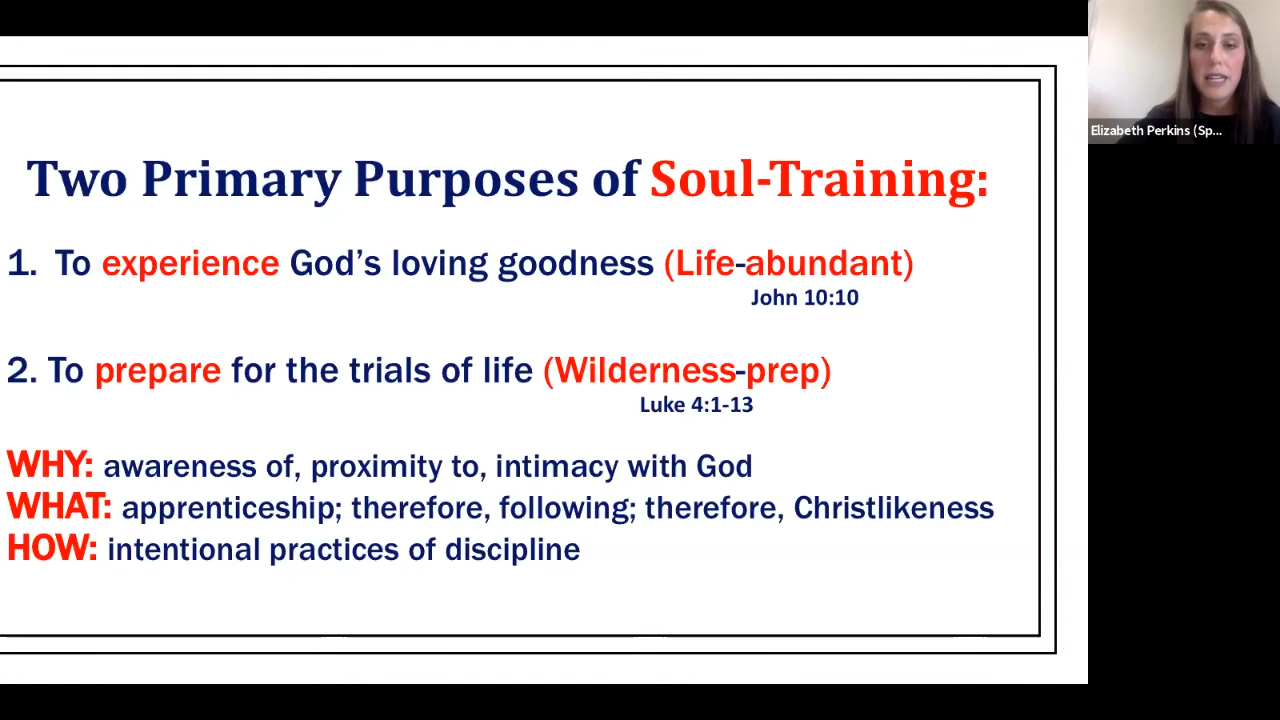 Two Primary Purposes of Soul-Training:
1. To experience God's loving goodness (Life-abundant)
John 10:10
2. To prepare for the trials of life (Wilderness-prep)
Luke 4:1-13
WHY: awareness of, proximity to, intimacy with God
WHAT: apprenticeship; therefore, following; therefore, Christlikeness
HOW: intentional practices of discipline
Elizabeth Perkins (Sp...